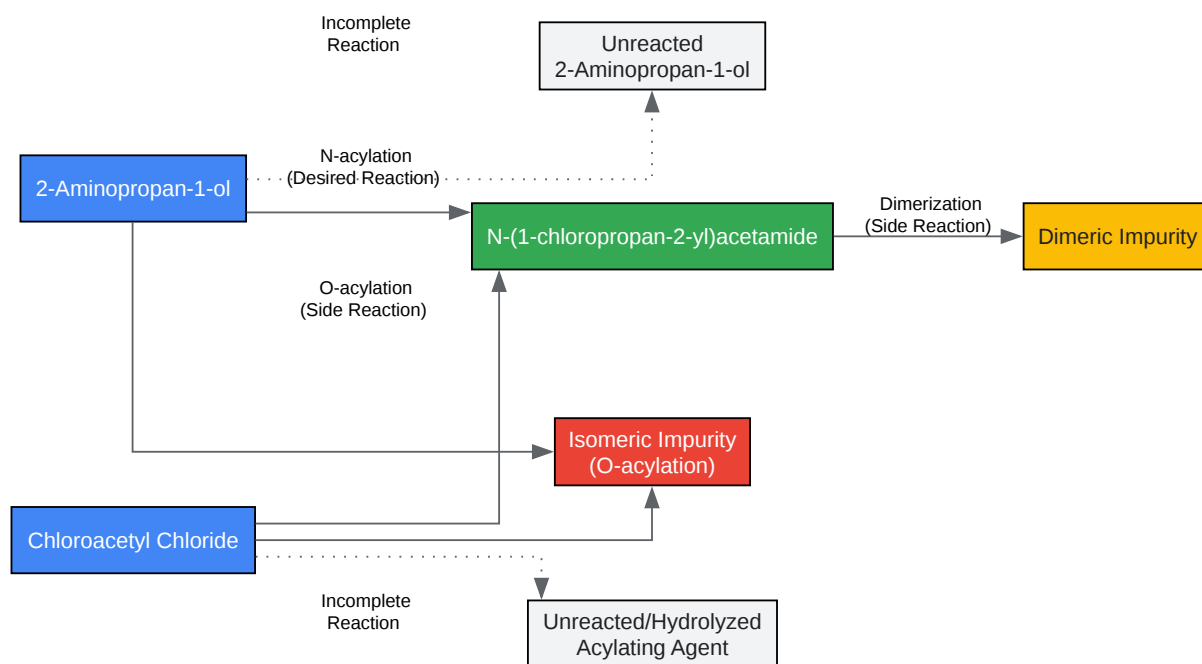 Incomplete
Reaction
Unreacted
2-Aminopropan-1-ol
2-Aminopropan-1-ol
N-acylation
(Desired Reaction)
N-(1-chloropropan-2-yl)acetamide
Dimerization
(Side Reaction)
Dimeric Impurity
O-acylation
(Side Reaction)
Isomeric Impurity
(O-acylation)
Chloroacetyl Chloride
Incomplete
Reaction
Unreacted/Hydrolyzed
Acylating Agent